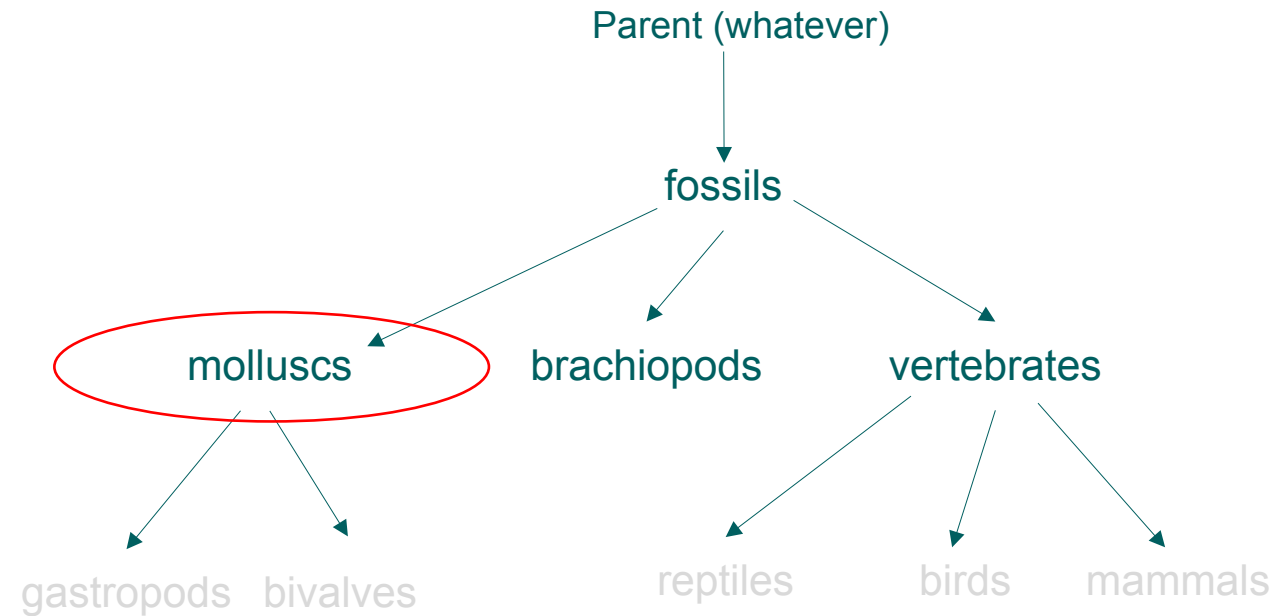 Parent (whatever)
fossils
molluscs brachiopods vertebrates
gastropods bivalves reptiles birds mammals